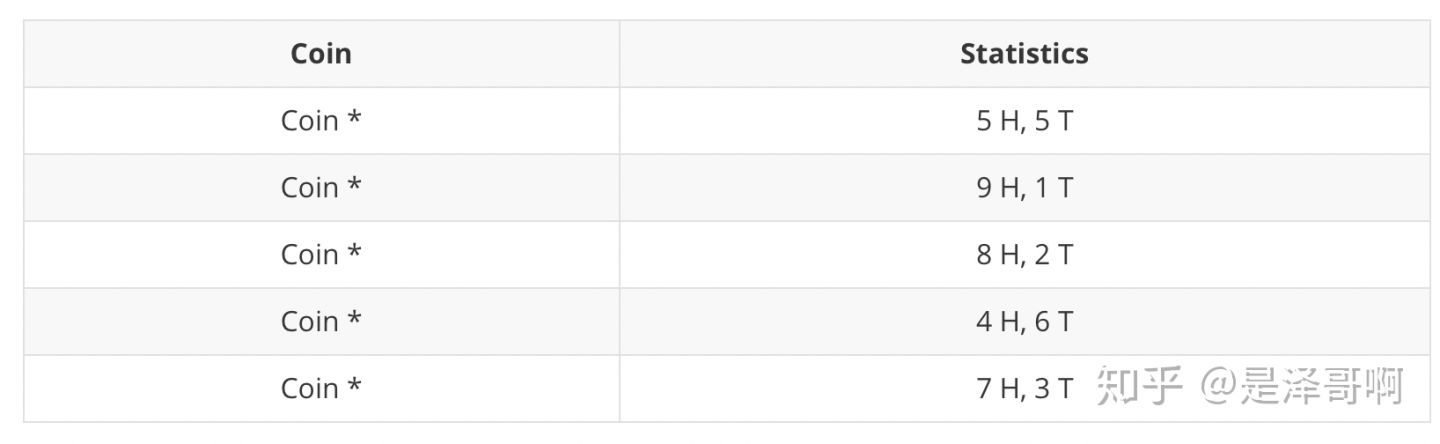 Coin Statistics
Coin * 5 H, 5 T
Coin * 9 H, 1 T
Coin * 8 H, 2 T
Coin * 4 H, 6 T
Coin * 7 H, 3 T
知乎 @是泽哥啊